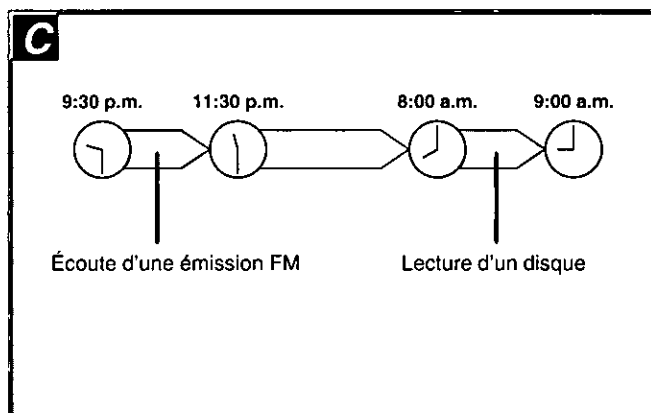 C
9:30 p.m. 11:30 p.m. 8:00 a.m. 9:00 a.m.
Écoute d'une émission FM Lecture d'un disque